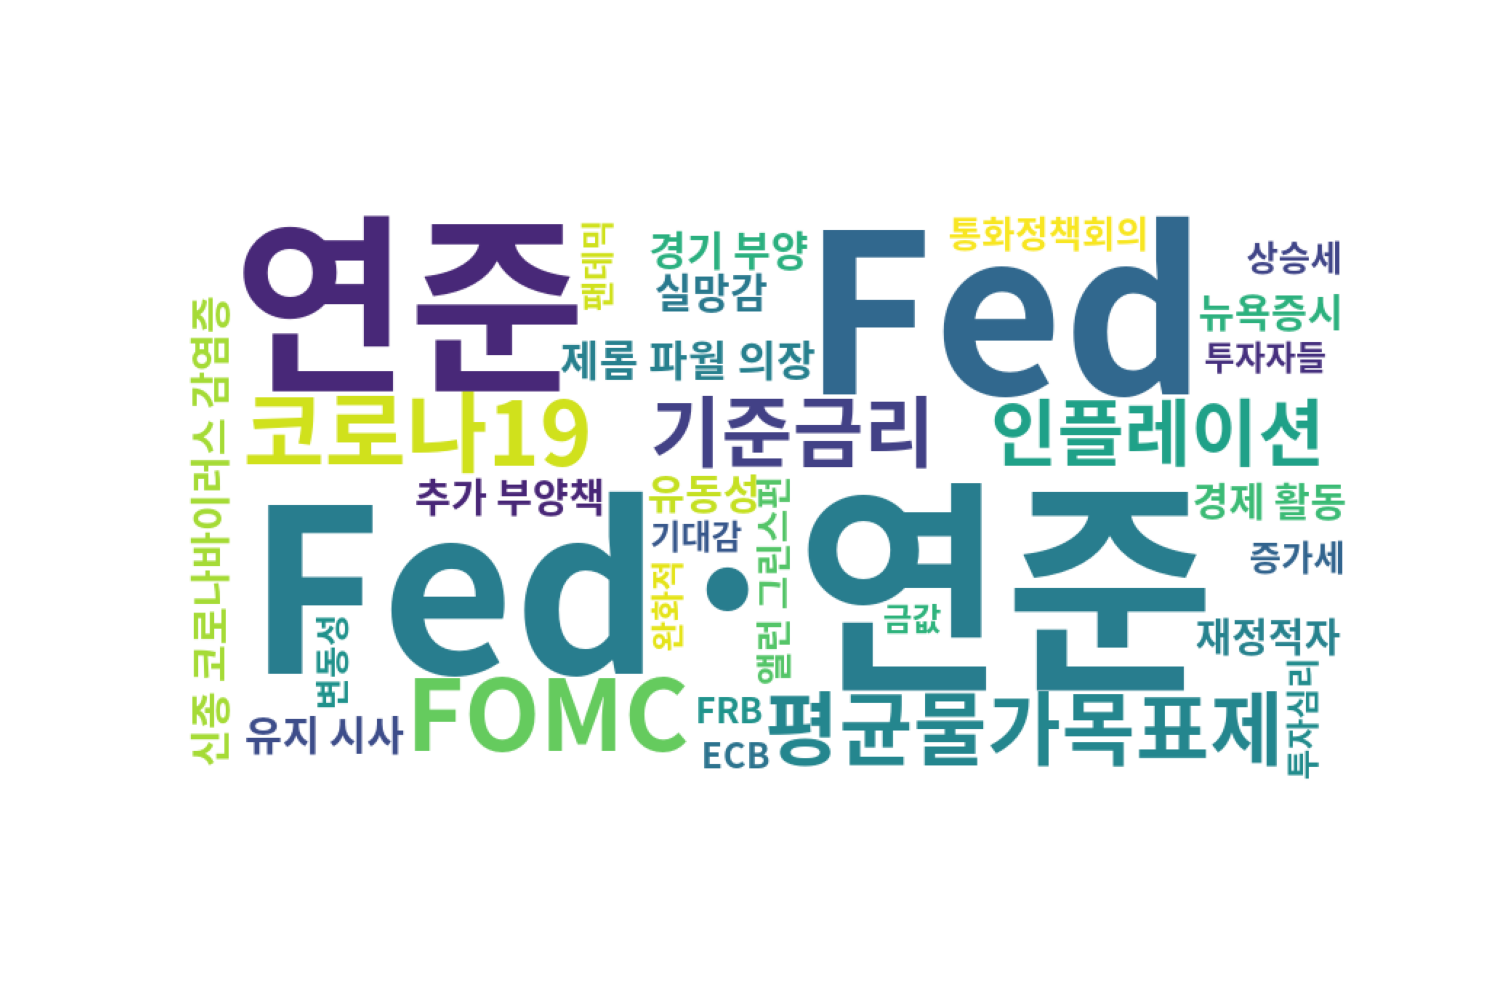 연준
팬데믹
경기 부양
실망감
제롬 파월 의장
Fed
통화정책회의
상승세
뉴욕증시
투자자들
신종 코로나바이러스 감염증
코로나19
기준금리
인플레이션
추가 부양책
유동성
기대감
완화적
앨런 그린스펀
Fed·연준
금값
경제 활동
증가세
재정적자
변동성
유지 시사
FOMC
FRB
ECB
평균물가목표제
투자심리